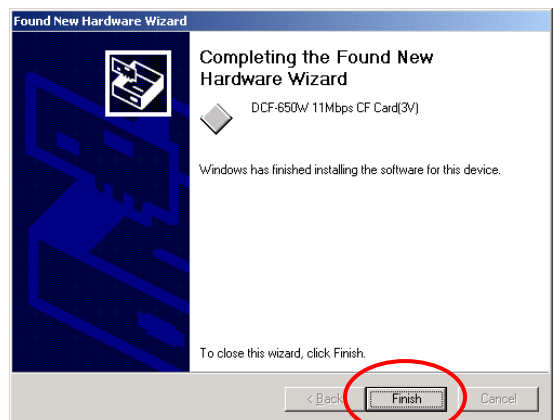 Found New Hardware Wizard
Completing the Found New
Hardware Wizard
DCF-650W 11Mbps CF Card(3V)
Windows has finished installing the software for this device.
To close this wizard, click Finish.
< Back
Finish
Cancel